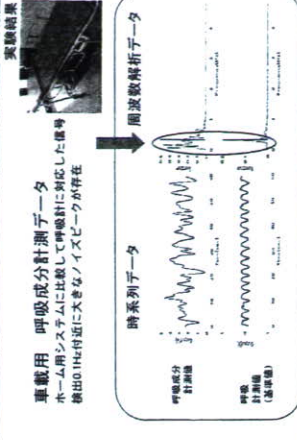 実験結果
車載用 呼吸成分計測データ
ホーム用システムに比較して呼吸計に対応した信号
検出0.1Hz付近に大きなノイズピークが存在
時系列データ
周波数解析データ
呼吸成分
計測値
呼吸
計測値
(基準値)